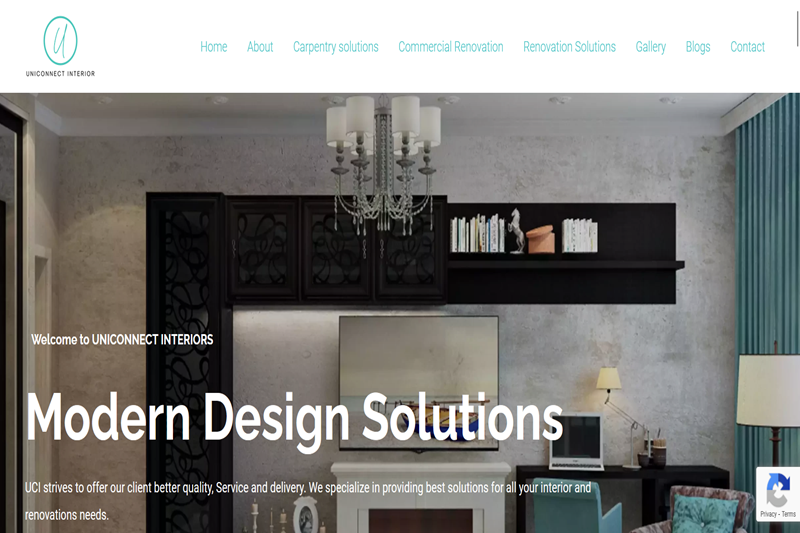 U
UNICONNECT INTERIOR
Home About Carpentry solutions Commercial Renovation Renovation Solutions Gallery Blogs Contact
Welcome to UNICONNECT INTERIORS
Modern Design Solutions
UCI strives to offer our client better quality, Service and delivery. We specialize in providing best solutions for all your interior and
renovations needs.
Privacy - Terms